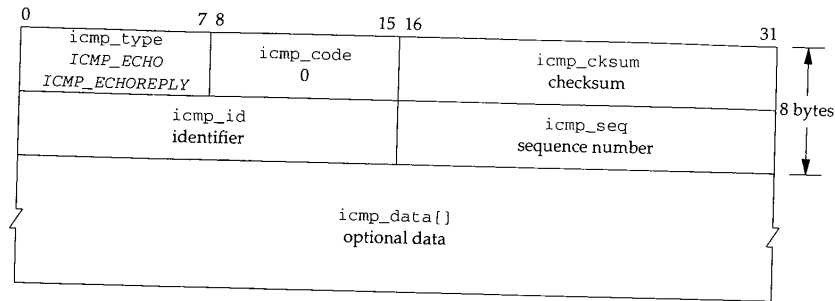 0 7 8 15 16 31
icmp_type
ICMP_ECHO
ICMP_ECHOREPLY
icmp_code
0
icmp_cksum
checksum
8 bytes
icmp_id
identifier
icmp_seq
sequence number
icmp_data[]
optional data